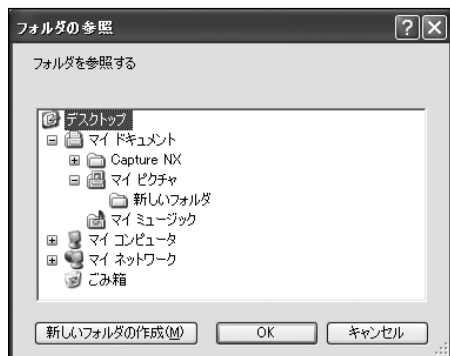 フォルダの参照
フォルダを参照する
デスクトップ
マイ ドキュメント
Capture NX
マイ ピクチャ
新しいフォルダ
マイ ミュージック
マイ コンピュータ
マイ ネットワーク
ごみ箱
新しいフォルダの作成(M) OK キャンセル